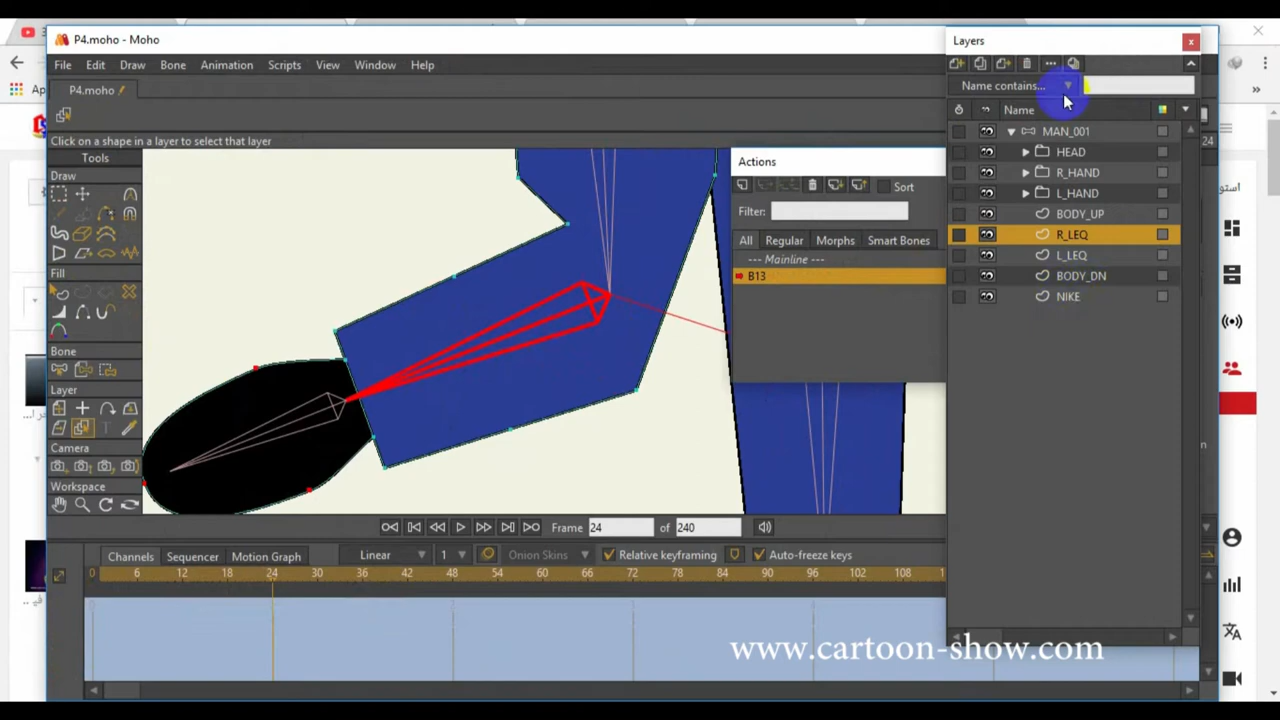 P4.moho - Moho
File Edit Draw Bone Animation Scripts View Window Help
P4.moho
Click on a shape in a layer to select that layer
Tools
Draw
Fill
Bone
Layer
Camera
Workspace
Layers
Name contains...
Name
MAN_001
HEAD
R_HAND
L_HAND
BODY_UP
R_LEQ
L_LEQ
BODY_DN
NIKE
Actions
Sort
Filter:
All Regular Morphs Smart Bones
--- Mainline ---
B13
Frame 24 of 240
Channels Sequencer Motion Graph Linear 1 Onion Skins Relative keyframing Auto-freeze keys
0 6 12 18 24 30 36 42 48 54 60 66 72 78 84 90 96 102 108
www.cartoon-show.com